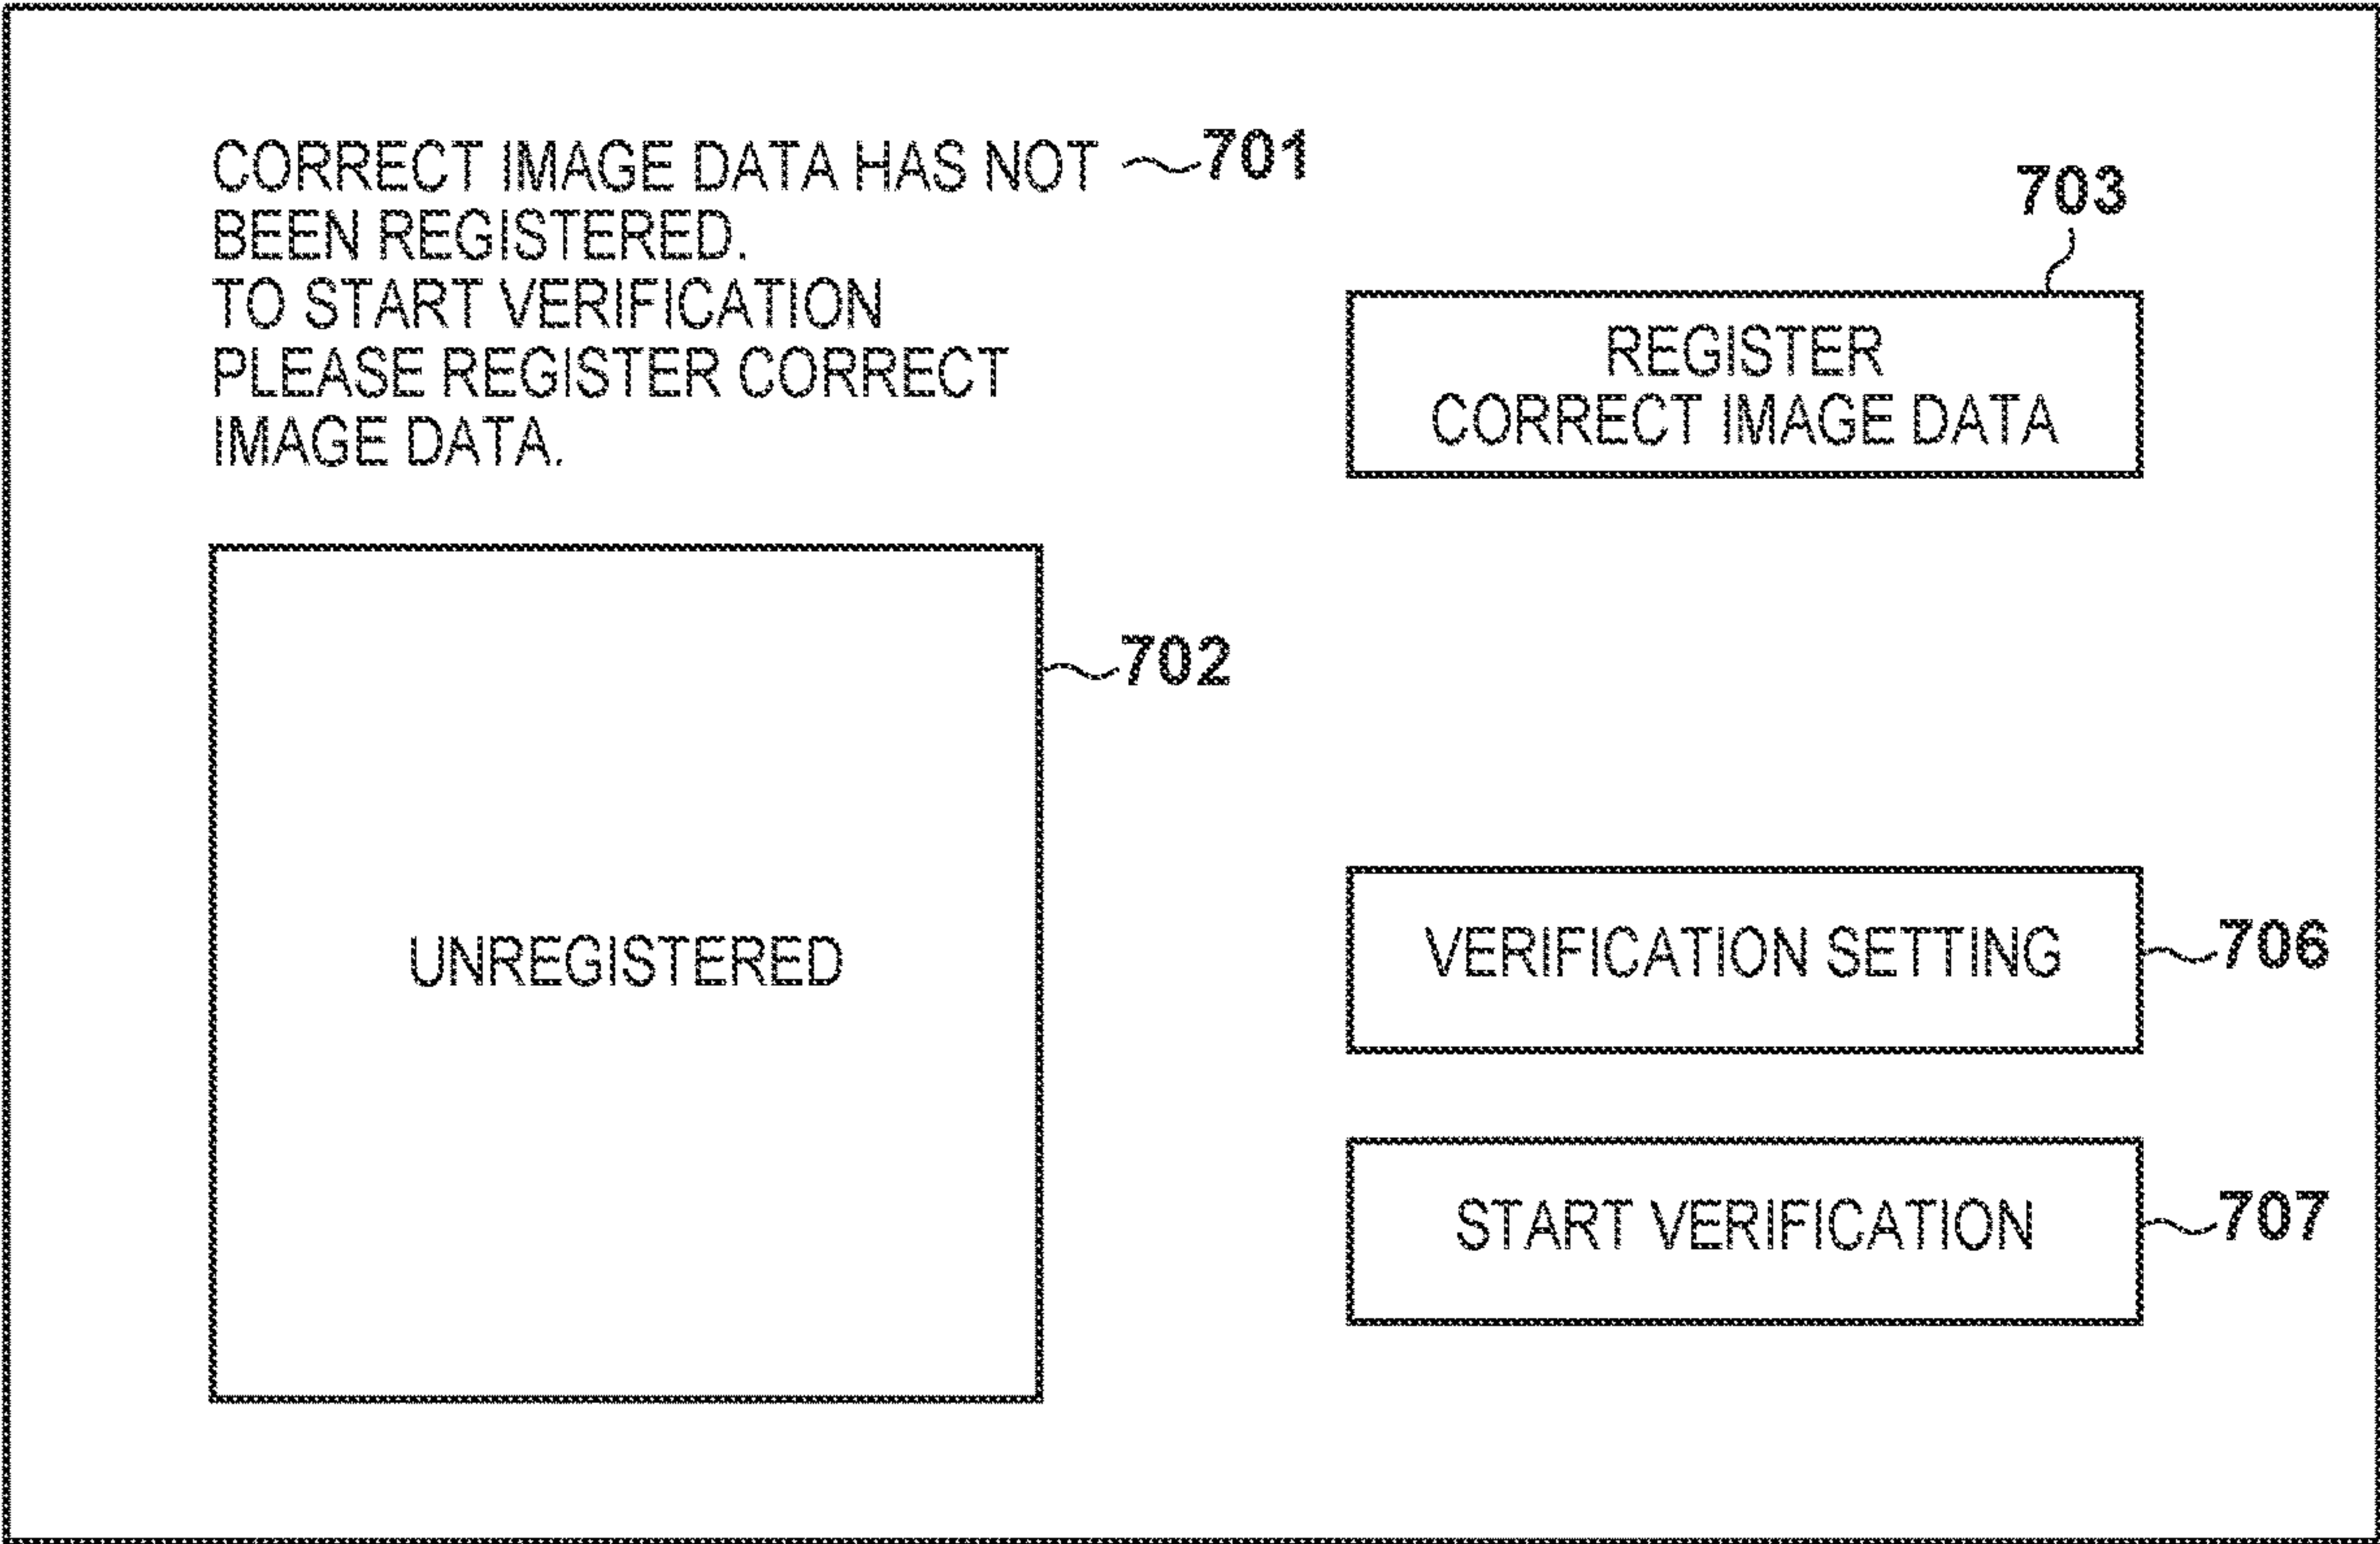 CORRECT IMAGE DATA HAS NOT 701
BEEN REGISTERED.
TO START VERIFICATION
PLEASE REGISTER CORRECT
IMAGE DATA.
703
REGISTER
CORRECT IMAGE DATA
702
UNREGISTERED
VERIFICATION SETTING 706
START VERIFICATION 707